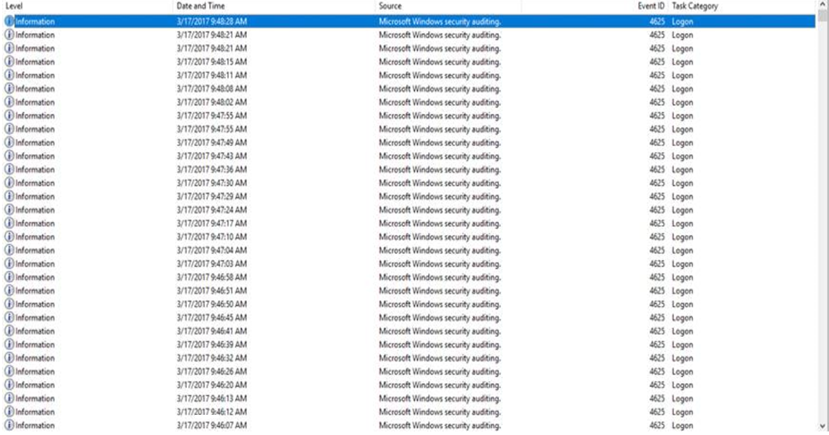 Level Date and Time Source Event ID Task Category
Information 3/17/2017 9:48:28 AM Microsoft Windows security auditing. 4625 Logon
Information 3/17/2017 9:48:21 AM Microsoft Windows security auditing. 4625 Logon
Information 3/17/2017 9:48:21 AM Microsoft Windows security auditing. 4625 Logon
Information 3/17/2017 9:48:15 AM Microsoft Windows security auditing. 4625 Logon
Information 3/17/2017 9:48:11 AM Microsoft Windows security auditing. 4625 Logon
Information 3/17/2017 9:48:08 AM Microsoft Windows security auditing. 4625 Logon
Information 3/17/2017 9:48:02 AM Microsoft Windows security auditing. 4625 Logon
Information 3/17/2017 9:47:55 AM Microsoft Windows security auditing. 4625 Logon
Information 3/17/2017 9:47:55 AM Microsoft Windows security auditing. 4625 Logon
Information 3/17/2017 9:47:49 AM Microsoft Windows security auditing. 4625 Logon
Information 3/17/2017 9:47:43 AM Microsoft Windows security auditing. 4625 Logon
Information 3/17/2017 9:47:36 AM Microsoft Windows security auditing. 4625 Logon
Information 3/17/2017 9:47:30 AM Microsoft Windows security auditing. 4625 Logon
Information 3/17/2017 9:47:29 AM Microsoft Windows security auditing. 4625 Logon
Information 3/17/2017 9:47:24 AM Microsoft Windows security auditing. 4625 Logon
Information 3/17/2017 9:47:17 AM Microsoft Windows security auditing. 4625 Logon
Information 3/17/2017 9:47:10 AM Microsoft Windows security auditing. 4625 Logon
Information 3/17/2017 9:47:04 AM Microsoft Windows security auditing. 4625 Logon
Information 3/17/2017 9:47:03 AM Microsoft Windows security auditing. 4625 Logon
Information 3/17/2017 9:46:58 AM Microsoft Windows security auditing. 4625 Logon
Information 3/17/2017 9:46:51 AM Microsoft Windows security auditing. 4625 Logon
Information 3/17/2017 9:46:50 AM Microsoft Windows security auditing. 4625 Logon
Information 3/17/2017 9:46:45 AM Microsoft Windows security auditing. 4625 Logon
Information 3/17/2017 9:46:41 AM Microsoft Windows security auditing. 4625 Logon
Information 3/17/2017 9:46:39 AM Microsoft Windows security auditing. 4625 Logon
Information 3/17/2017 9:46:32 AM Microsoft Windows security auditing. 4625 Logon
Information 3/17/2017 9:46:26 AM Microsoft Windows security auditing. 4625 Logon
Information 3/17/2017 9:46:20 AM Microsoft Windows security auditing. 4625 Logon
Information 3/17/2017 9:46:13 AM Microsoft Windows security auditing. 4625 Logon
Information 3/17/2017 9:46:12 AM Microsoft Windows security auditing. 4625 Logon
Information 3/17/2017 9:46:07 AM Microsoft Windows security auditing. 4625 Logon